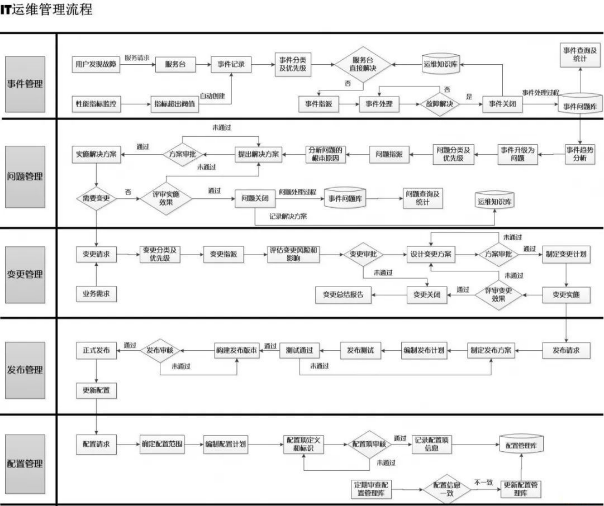 IT运维管理流程
事件管理
用户发现故障
服务请求
服务台
事件记录
事件分类
及优先级
服务台
直接解决
运维知识库
事件查询及
统计
否
性能指标监控
指标超出阈值
自动创建
事件指派
事件处理
否
故障解决
是
事件关闭
事件处理过程
事件问题库
问题管理
未通过
实施解决方案
通过
方案审批
提出解决方案
分析问题的
根本原因
问题指派
问题分类及
优先级
事件升级为
问题
事件趋势
分析
未通过
需要变更
否
评审实施
效果
通过
问题关闭
问题处理过程
事件问题库
问题查询及
统计
运维知识库
记录解决方案
变更管理
未通过
变更请求
变更分类及
优先级
变更指派
评估变更风险和
影响
变更审批
设计变更方案
方案审批
通过
制定变更计划
未通过
未通过
业务需求
变更总结报告
变更关闭
通过
评审变更
效果
变更实施
发布管理
正式发布
通过
发布审核
构建发布版本
通过
测试通过
发布测试
编制发布计划
制定发布方案
发布请求
未通过
未通过
更新配置
配置管理
配置请求
确定配置范围
编制配置计划
配置项定义
和标识
配置项审核
通过
记录配置项
信息
配置管理库
未通过
定期审查配
置管理库
配置信息
一致
不一致
更新配置管
理库